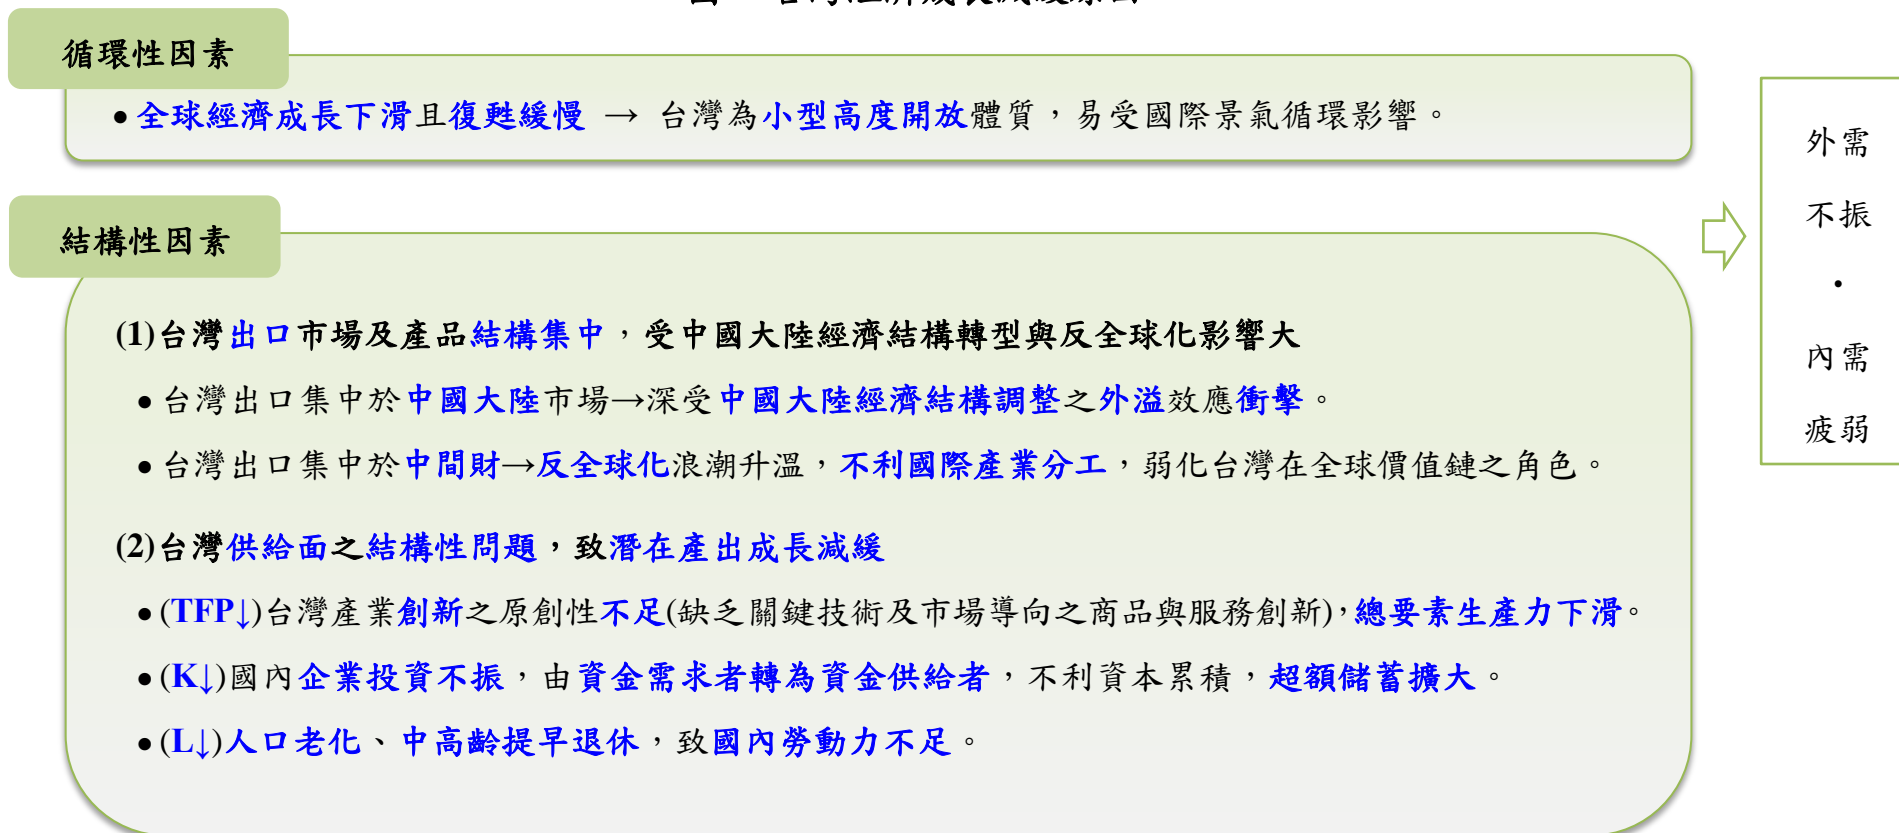 循環性因素
•全球經濟成長下滑且復甦緩慢 → 台灣為小型高度開放體質，易受國際景氣循環影響。
結構性因素
(1)台灣出口市場及產品結構集中，受中國大陸經濟結構轉型與反全球化影響大
•台灣出口集中於中國大陸市場→深受中國大陸經濟結構調整之外溢效應衝擊。
•台灣出口集中於中間財→反全球化浪潮升溫，不利國際產業分工，弱化台灣在全球價值鏈之角色。
(2)台灣供給面之結構性問題，致潛在產出成長減緩
•(TFP↓)台灣產業創新之原創性不足(缺乏關鍵技術及市場導向之商品與服務創新)，總要素生產力下滑。
•(K↓)國內企業投資不振，由資金需求者轉為資金供給者，不利資本累積，超額儲蓄擴大。
•(L↓)人口老化、中高齡提早退休，致國內勞動力不足。
外需
不振
•
內需
疲弱